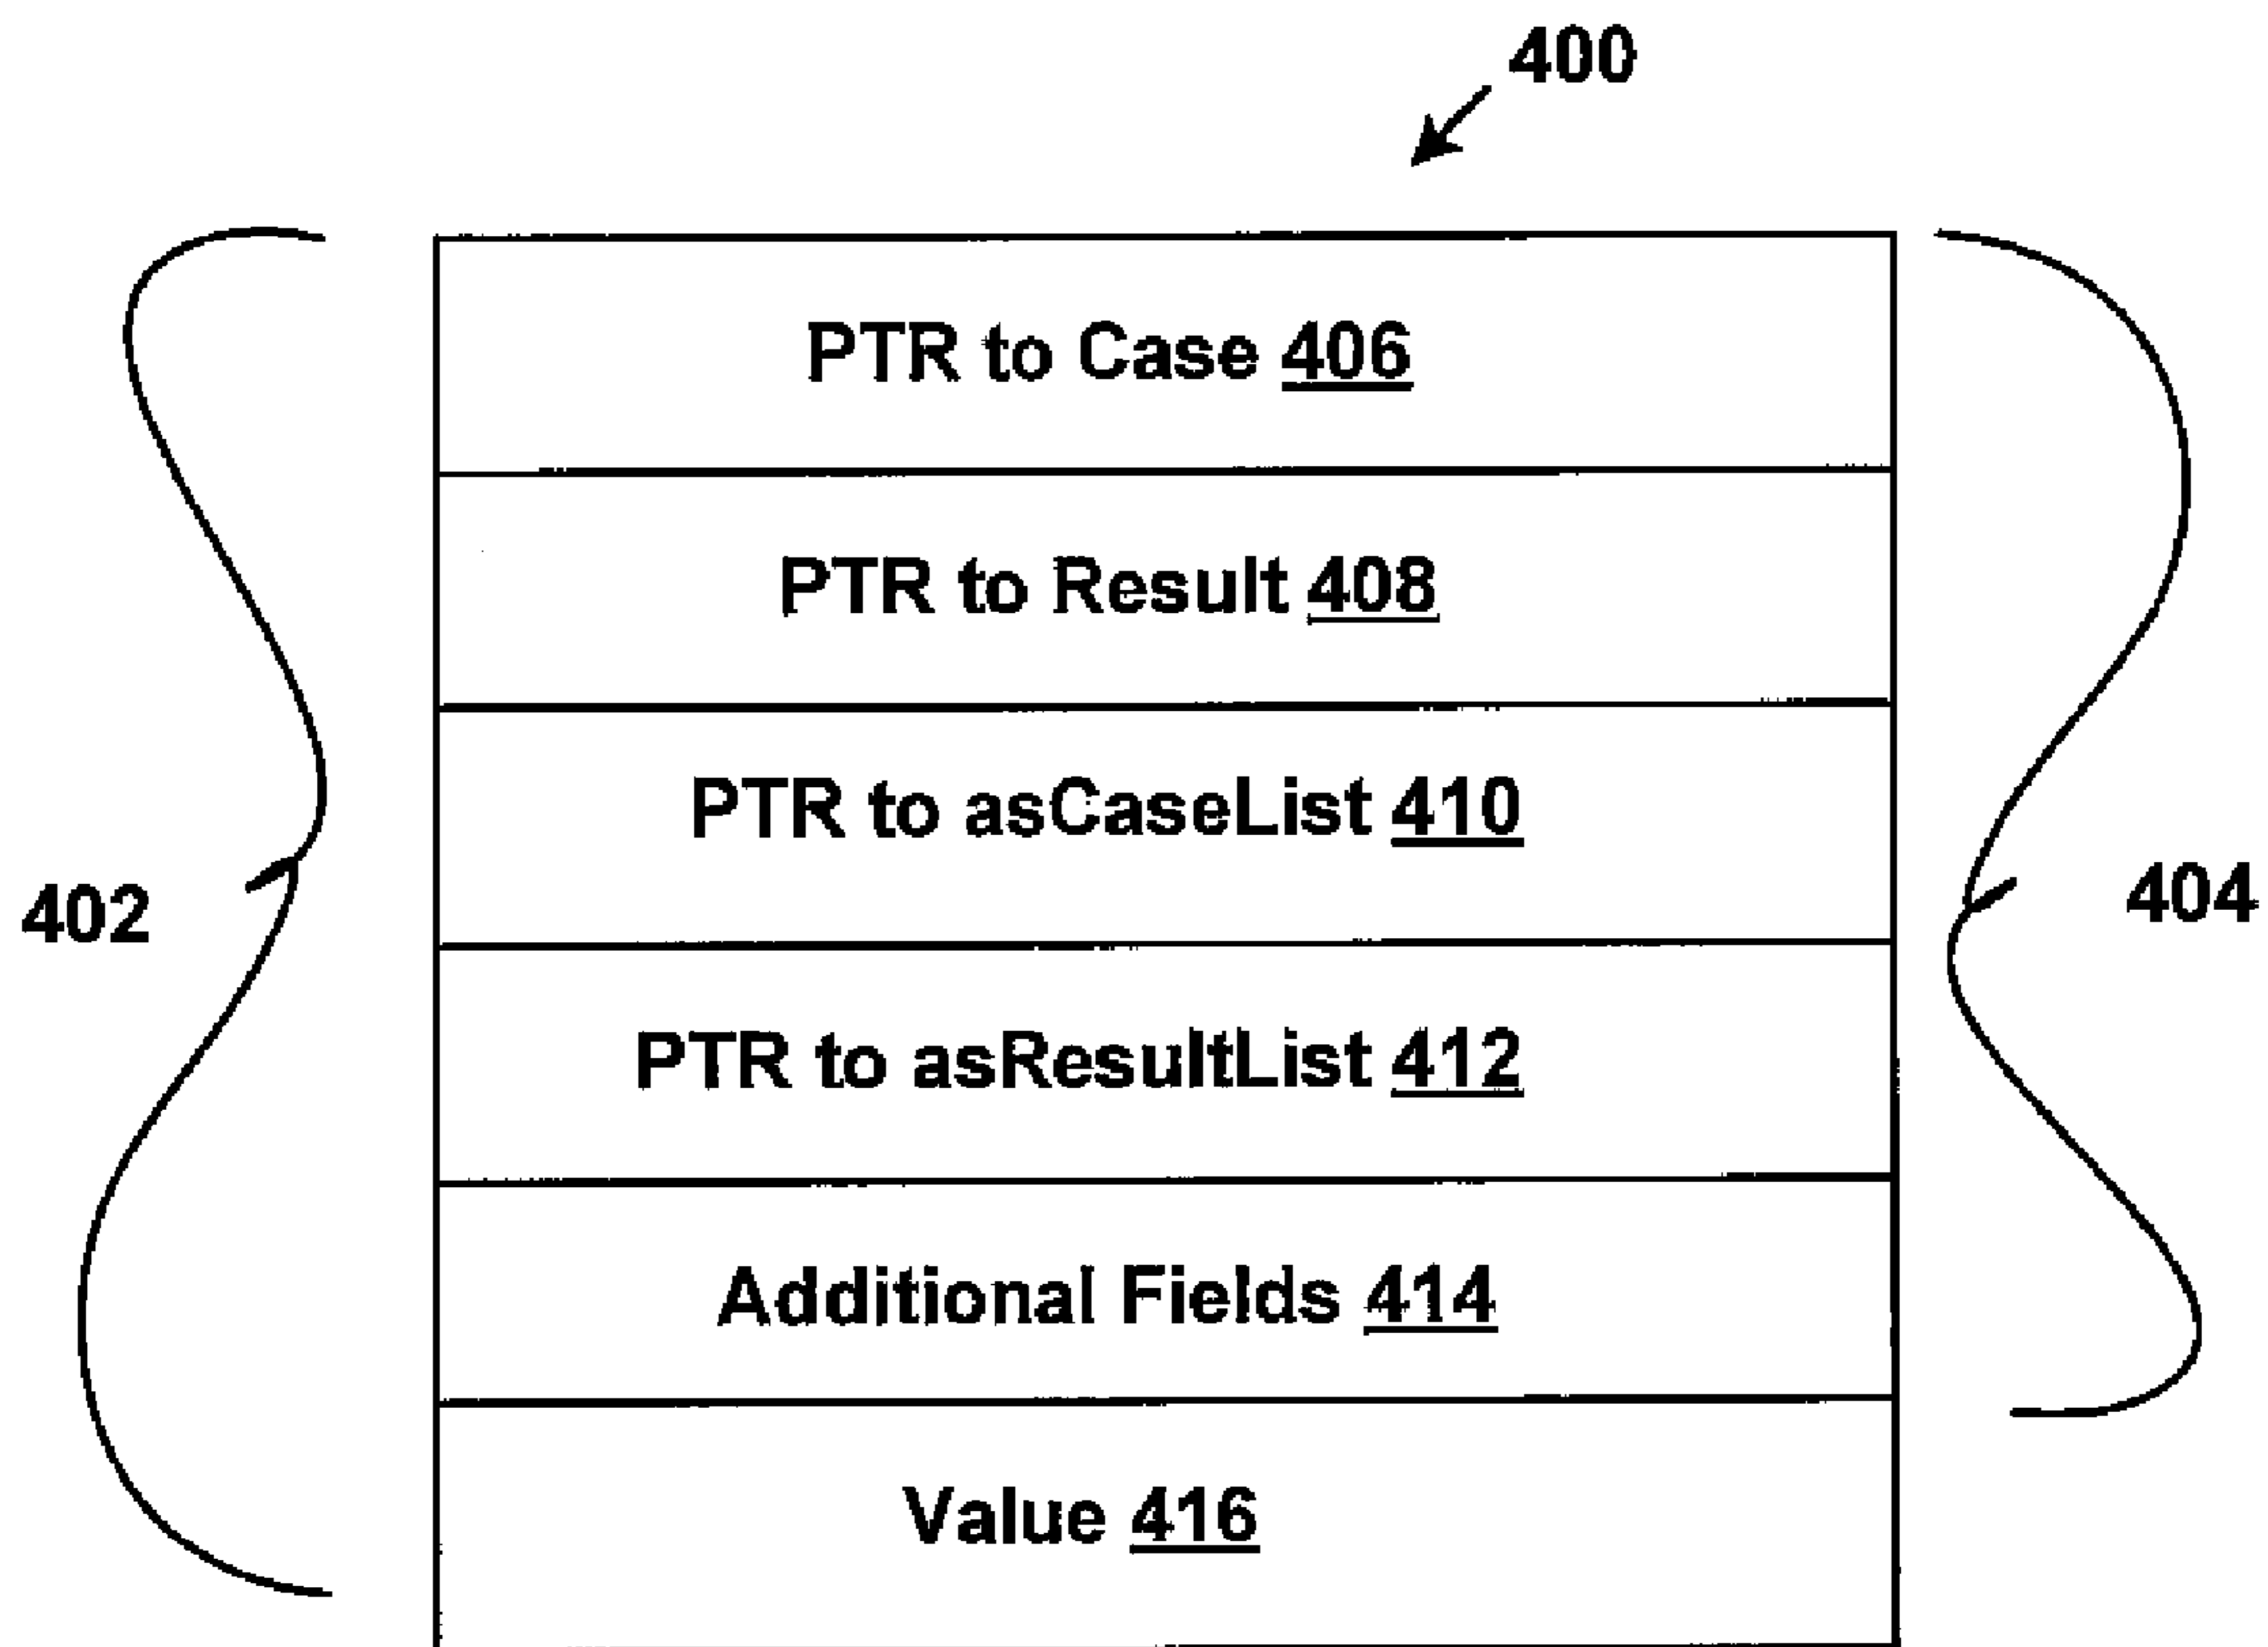 400
PTR to Case 406
PTR to Result 408
PTR to asCaseList 410
402
404
PTR to asResultList 412
Additional Fields 414
Value 416